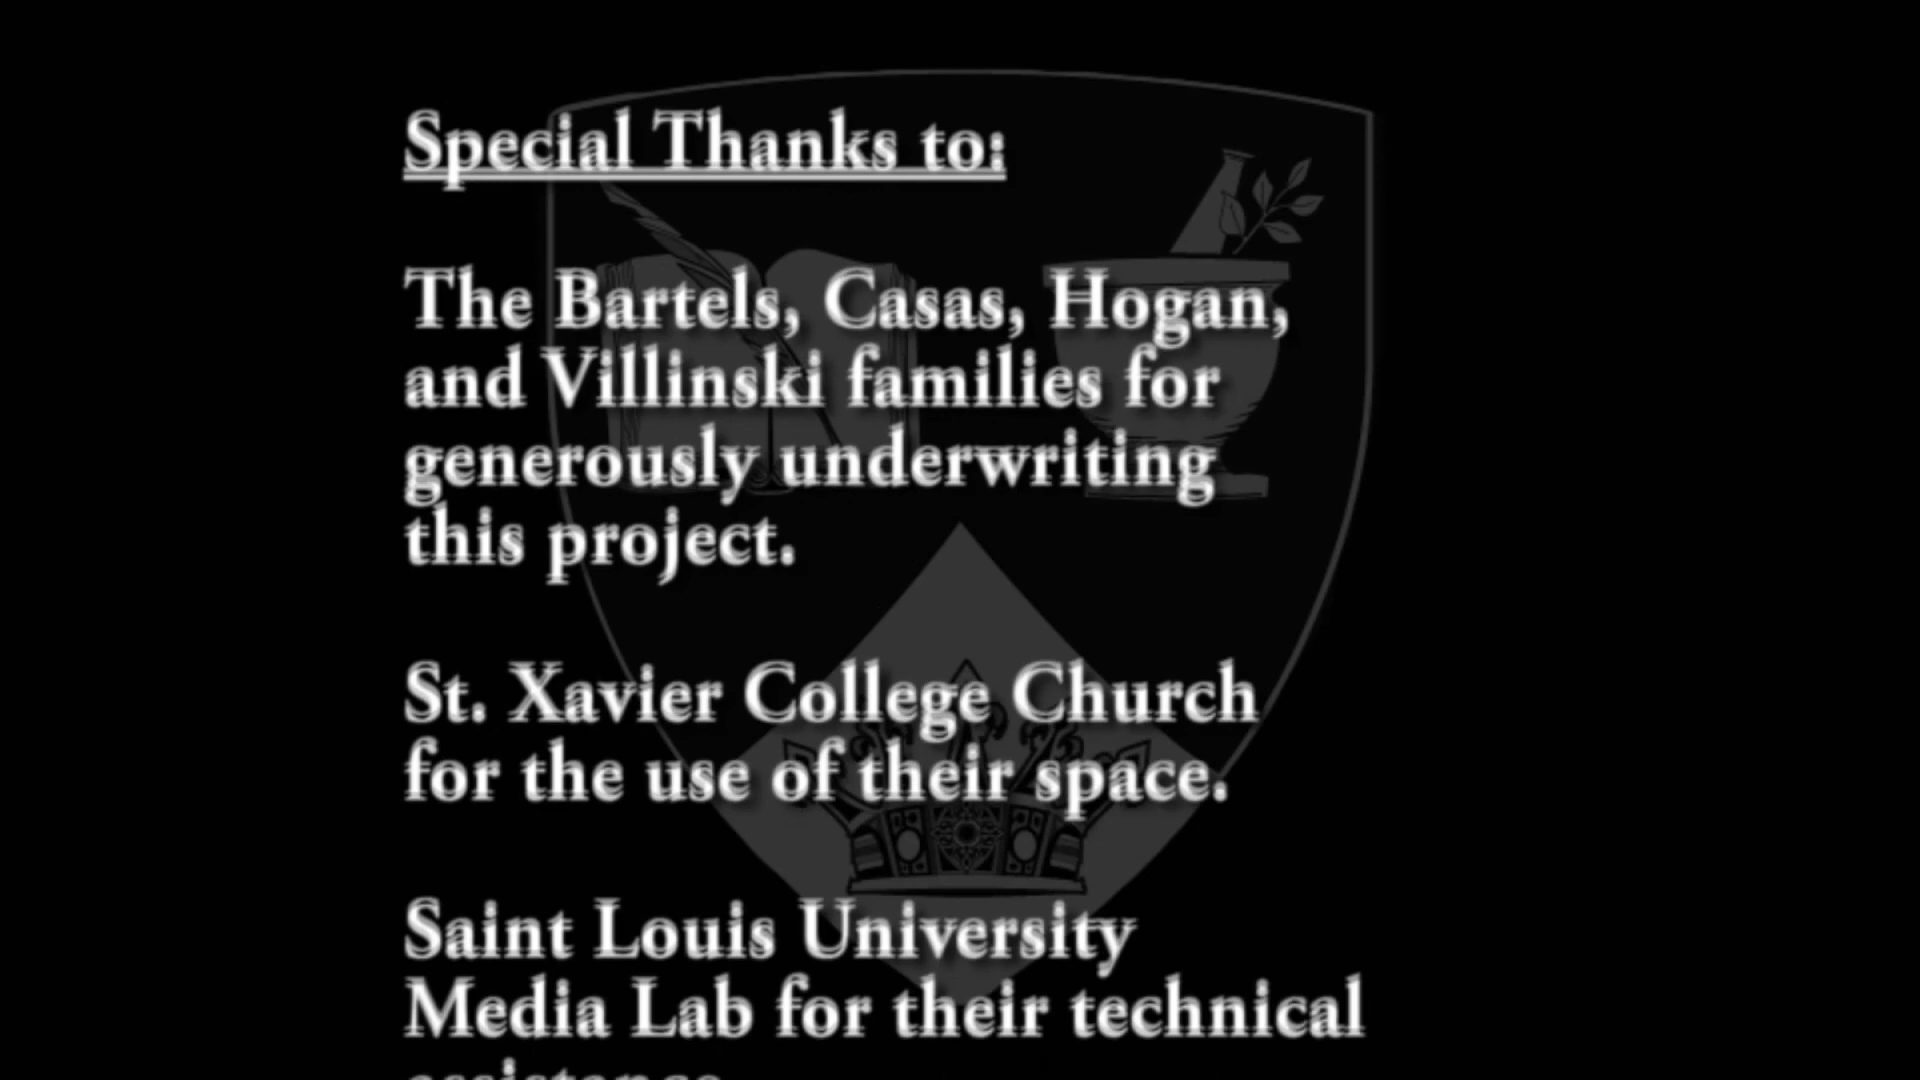 Special Thanks to:
The Bartels, Casas, Hogan,
and Villinski families for
generously underwriting
this project.
St. Xavier College Church
for the use of their space.
Saint Louis University
Media Lab for their technical